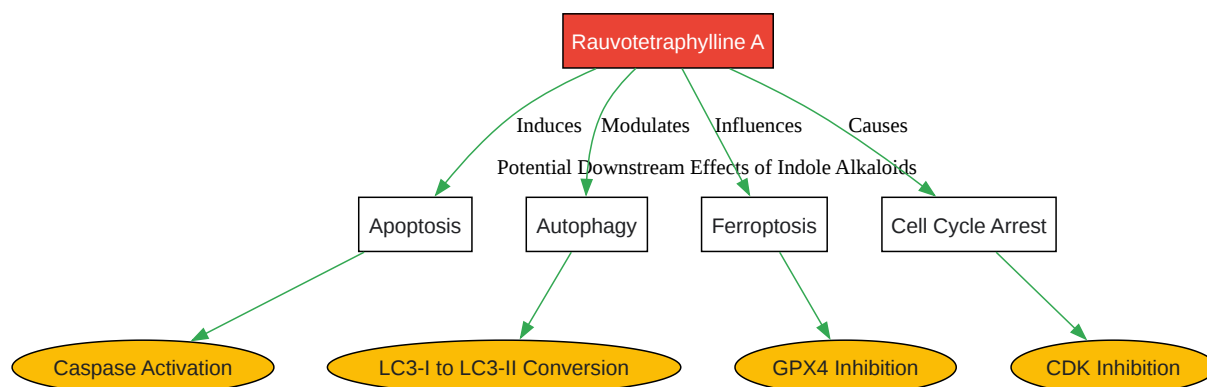 Rauvotetraphylline A
Induces
Modulates
Influences
Causes
Potential Downstream Effects of Indole Alkaloids
Apoptosis
Autophagy
Ferroptosis
Cell Cycle Arrest
Caspase Activation
LC3-I to LC3-II Conversion
GPX4 Inhibition
CDK Inhibition